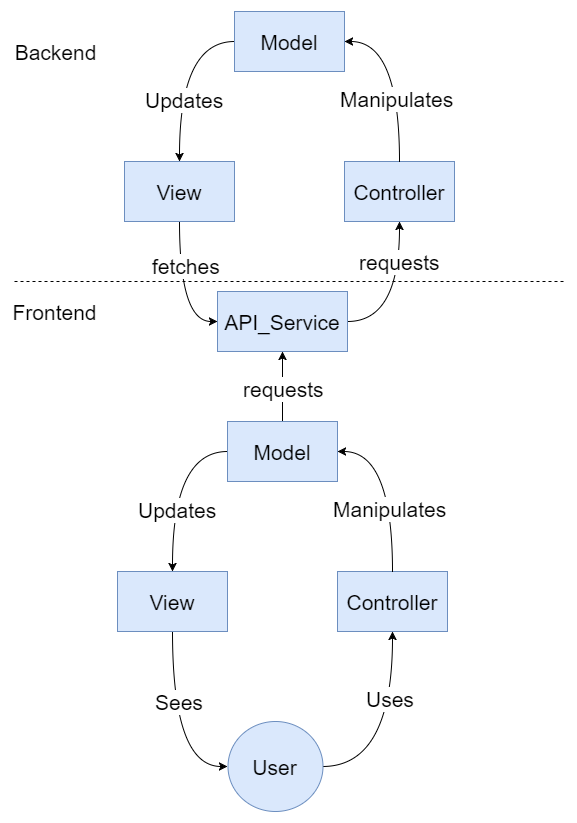 Model
Backend
Updates
Manipulates
View
Controller
fetches
requests
Frontend
API_Service
requests
Model
Updates
Manipulates
View
Controller
Sees
Uses
User